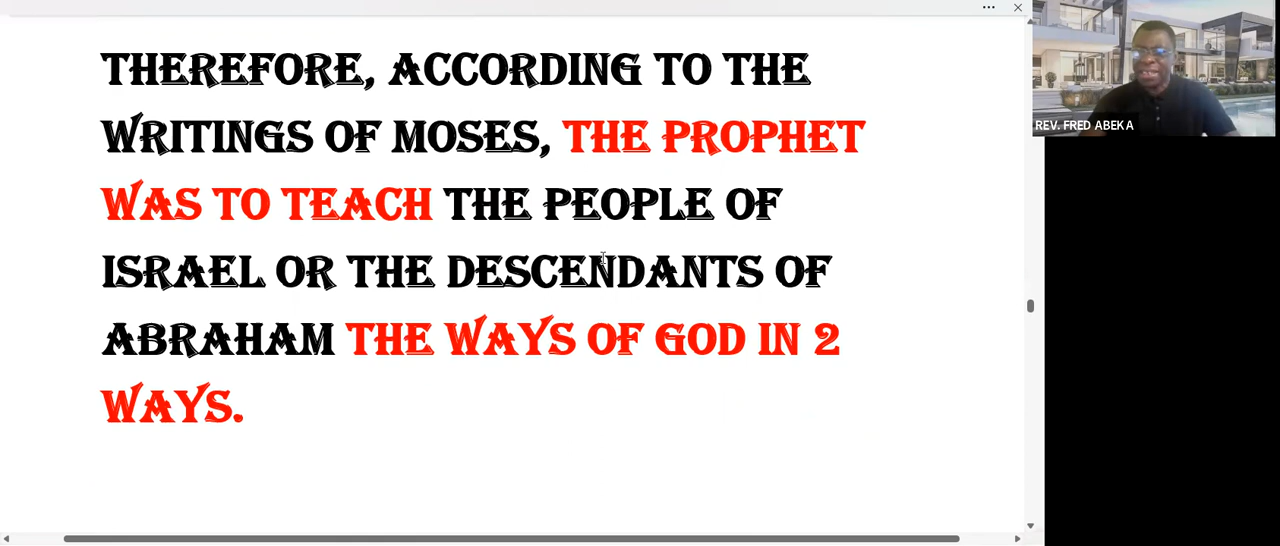 THEREFORE, ACCORDING TO THE
WRITINGS OF MOSES, THE PROPHET
WAS TO TEACH THE PEOPLE OF
ISRAEL OR THE DESCENDANTS OF
ABRAHAM THE WAYS OF GOD IN 2
WAYS.
REV. FRED ABEKA